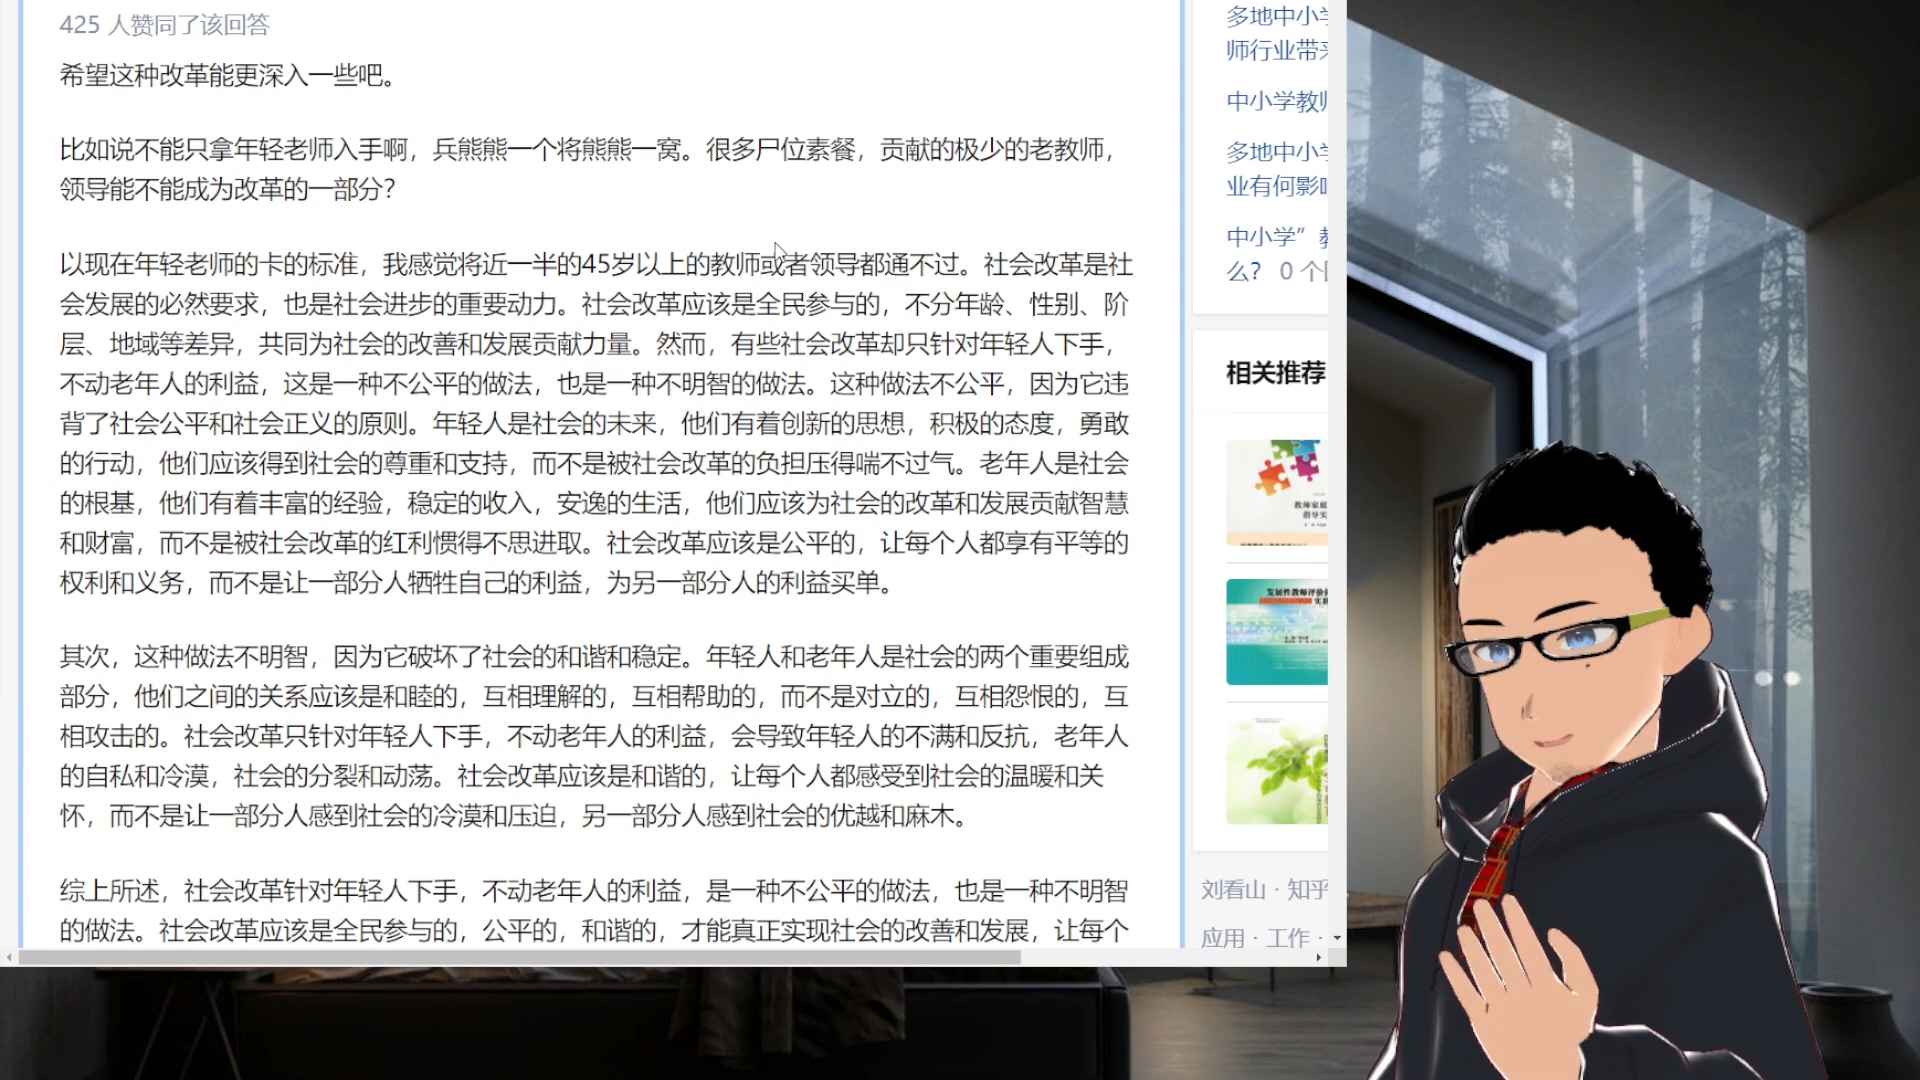 425 人赞同了该回答
希望这种改革能更深入一些吧。
比如说不能只拿年轻老师入手啊，兵熊熊一个将熊熊一窝。很多尸位素餐，贡献的极少的老教师，
领导能不能成为改革的一部分？
以现在年轻老师的卡的标准，我感觉将近一半的45岁以上的教师或者领导都通不过。社会改革是社
会发展的必然要求，也是社会进步的重要动力。社会改革应该是全民参与的，不分年龄、性别、阶
层、地域等差异，共同为社会的改善和发展贡献力量。然而，有些社会改革却只针对年轻人下手，
不动老年人的利益，这是一种不公平的做法，也是一种不明智的做法。这种做法不公平，因为它违
背了社会公平和社会正义的原则。年轻人是社会的未来，他们有着创新的思想，积极的态度，勇敢
的行动，他们应该得到社会的尊重和支持，而不是被社会改革的负担压得喘不过气。老年人是社会
的根基，他们有着丰富的经验，稳定的收入，安逸的生活，他们应该为社会的改革和发展贡献智慧
和财富，而不是被社会改革的红利惯得不思进取。社会改革应该是公平的，让每个人都享有平等的
权利和义务，而不是让一部分人牺牲自己的利益，为另一部分人的利益买单。
其次，这种做法不明智，因为它破坏了社会的和谐和稳定。年轻人和老年人是社会的两个重要组成
部分，他们之间的关系应该是和睦的，互相理解的，互相帮助的，而不是对立的，互相怨恨的，互
相攻击的。社会改革只针对年轻人下手，不动老年人的利益，会导致年轻人的不满和反抗，老年人
的自私和冷漠，社会的分裂和动荡。社会改革应该是和谐的，让每个人都感受到社会的温暖和关
怀，而不是让一部分人感到社会的冷漠和压迫，另一部分人感到社会的优越和麻木。
综上所述，社会改革针对年轻人下手，不动老年人的利益，是一种不公平的做法，也是一种不明智
的做法。社会改革应该是全民参与的，公平的，和谐的，才能真正实现社会的改善和发展，让每个
多地中小学
师行业带来
中小学教师
多地中小学
业有何影响
中小学”教
么？ 0 个
相关推荐
教师家庭
指导实
发展性教师评价
刘看山 · 知乎
应用 · 工作 ·